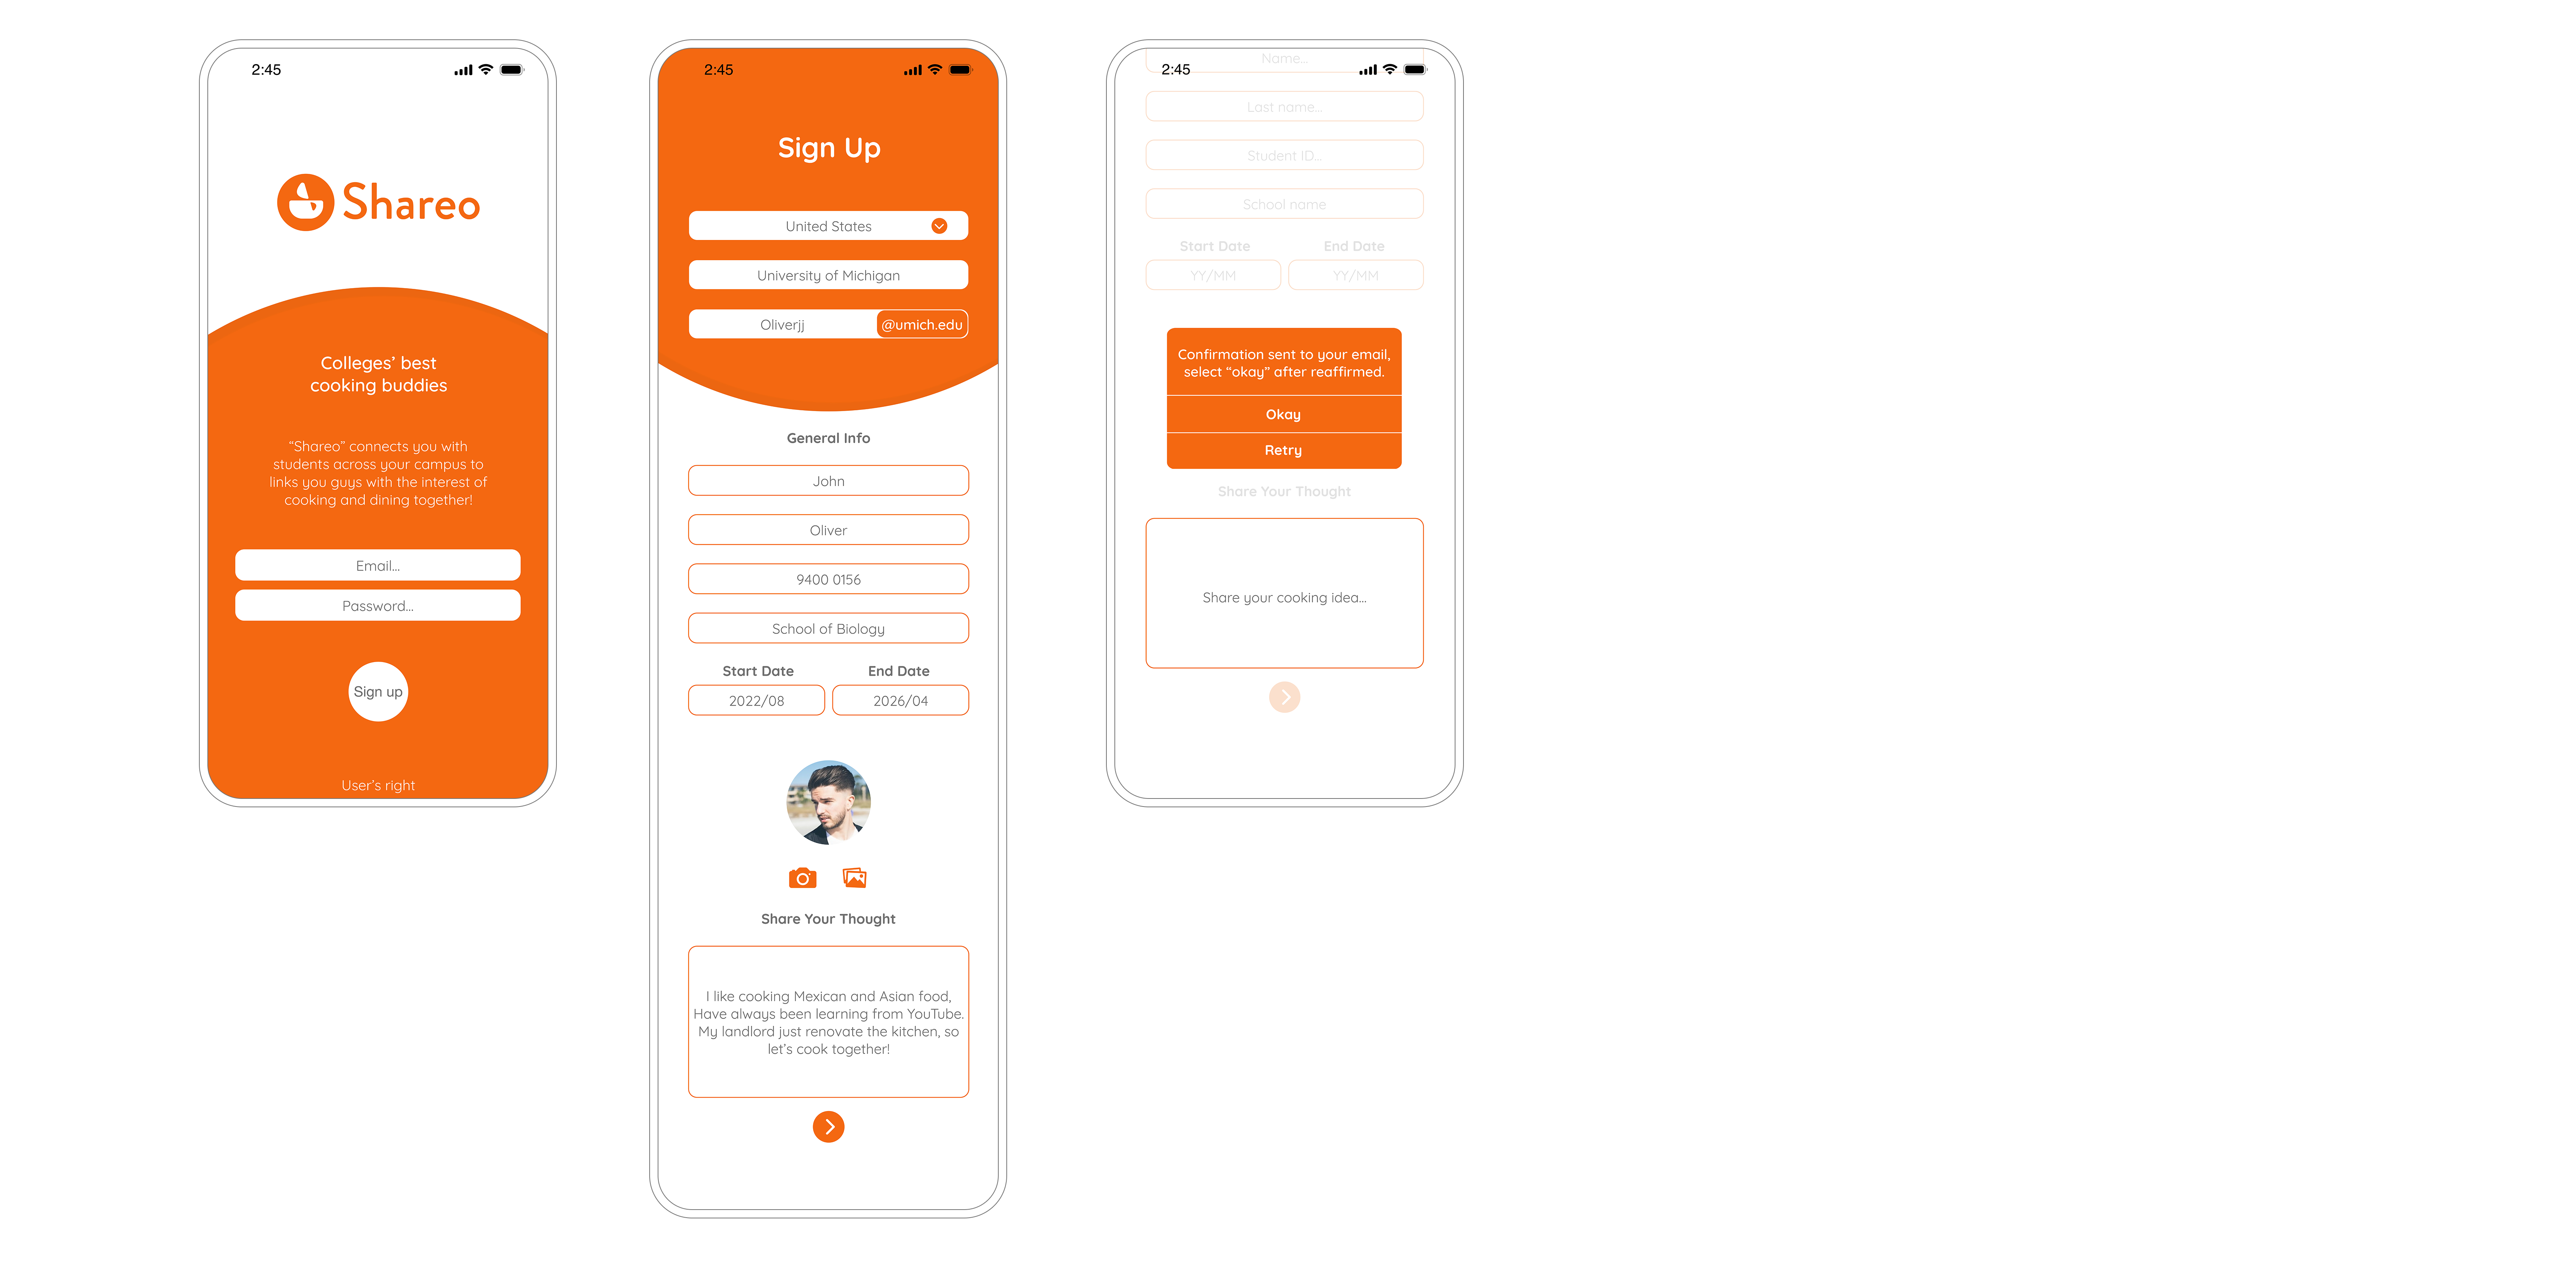 2:45
Shareo
Colleges’ best
cooking buddies
“Shareo” connects you with
students across your campus to
links you guys with the interest of
cooking and dining together!
Email...
Password...
Sign up
User’s right
2:45
Sign Up
United States
University of Michigan
Oliverjj @umich.edu
General Info
John
Oliver
9400 0156
School of Biology
Start Date End Date
2022/08 2026/04
Share Your Thought
I like cooking Mexican and Asian food,
Have always been learning from YouTube.
My landlord just renovate the kitchen, so
let’s cook together!
Name...
2:45
Last name...
Student ID...
School name
Start Date End Date
YY/MM YY/MM
Confirmation sent to your email,
select “okay” after reaffirmed.
Okay
Retry
Share Your Thought
Share your cooking idea...